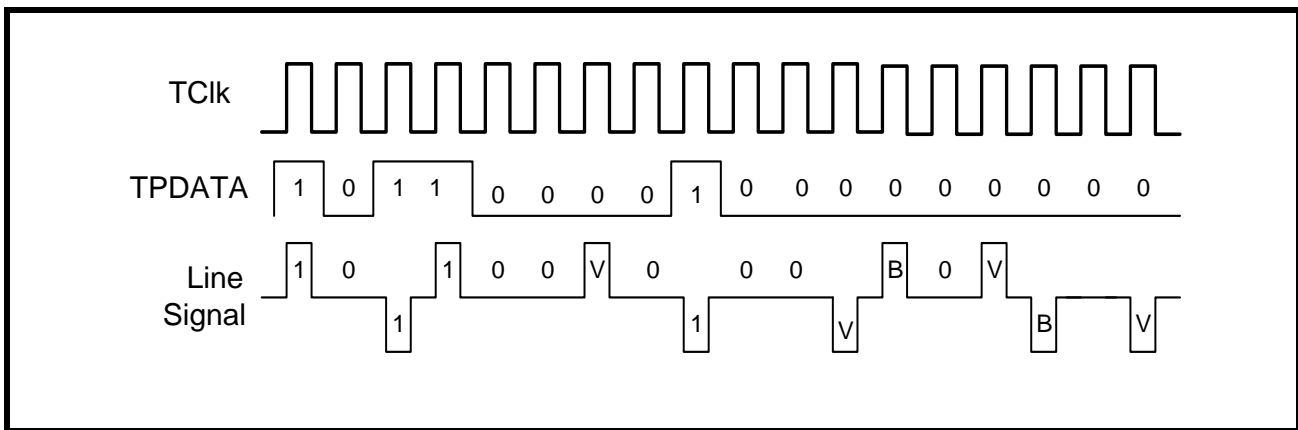 TClk
TPDATA 1 0 1 1 0 0 0 0 1 0 0 0 0 0 0 0 0 0
Line Signal 1 0 1 1 0 0 V 0 1 0 0 V B 0 V B V